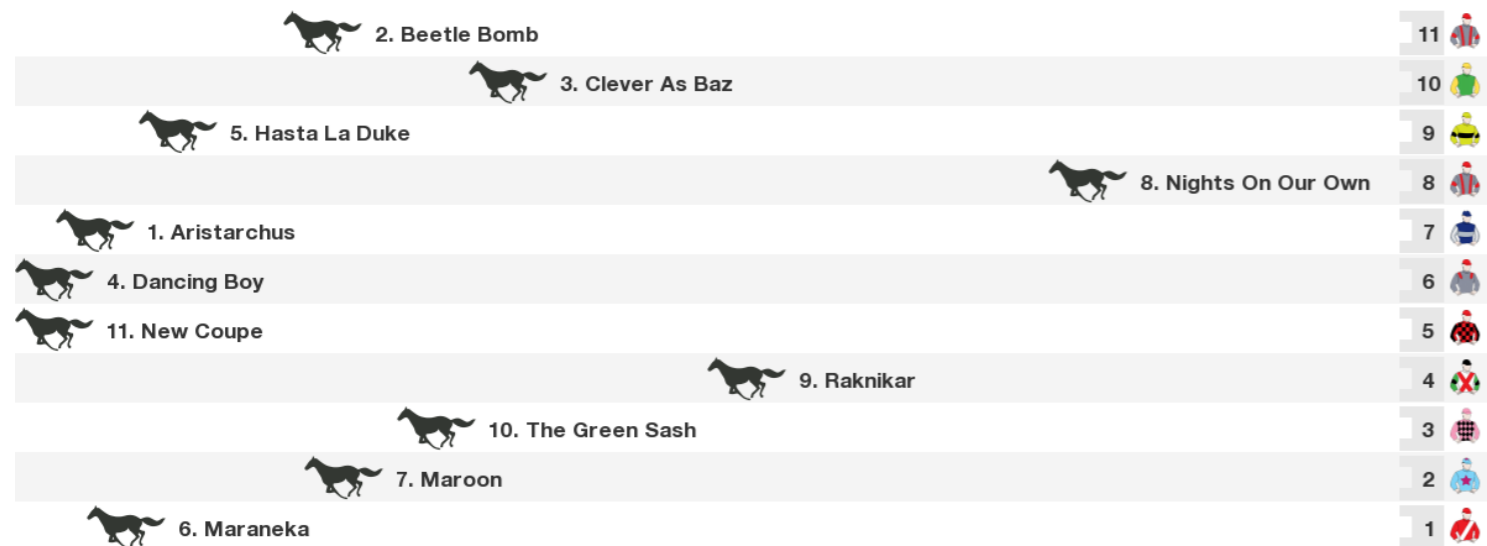 2. Beetle Bomb 11
3. Clever As Baz 10
5. Hasta La Duke 9
8. Nights On Our Own 8
1. Aristarchus 7
4. Dancing Boy 6
11. New Coupe 5
9. Raknikar 4
10. The Green Sash 3
7. Maroon 2
6. Maraneka 1